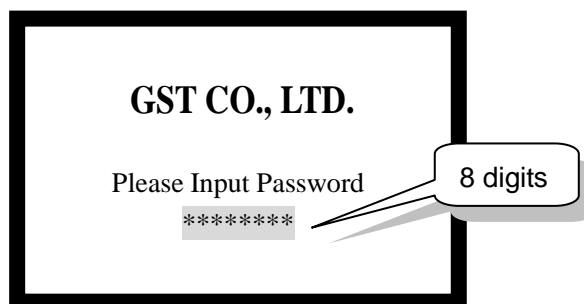 GST CO., LTD.
Please Input Password
********
8 digits